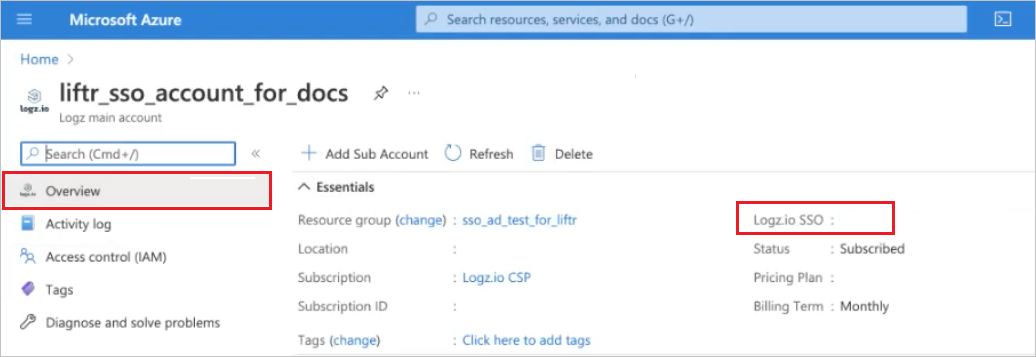 Microsoft Azure
Search resources, services, and docs (G+/)
Home >
liftr_sso_account_for_docs
...
logz.io
Logz main account
Search (Cmd+/)
«
+ Add Sub Account
Refresh
Delete
Overview
Activity log
Access control (IAM)
Tags
Diagnose and solve problems
Essentials
Resource group (change) : sso_ad_test_for_liftr
Location :
Subscription : Logz.io CSP
Subscription ID :
Tags (change) : Click here to add tags
Logz.io SSO :
Status : Subscribed
Pricing Plan :
Billing Term : Monthly